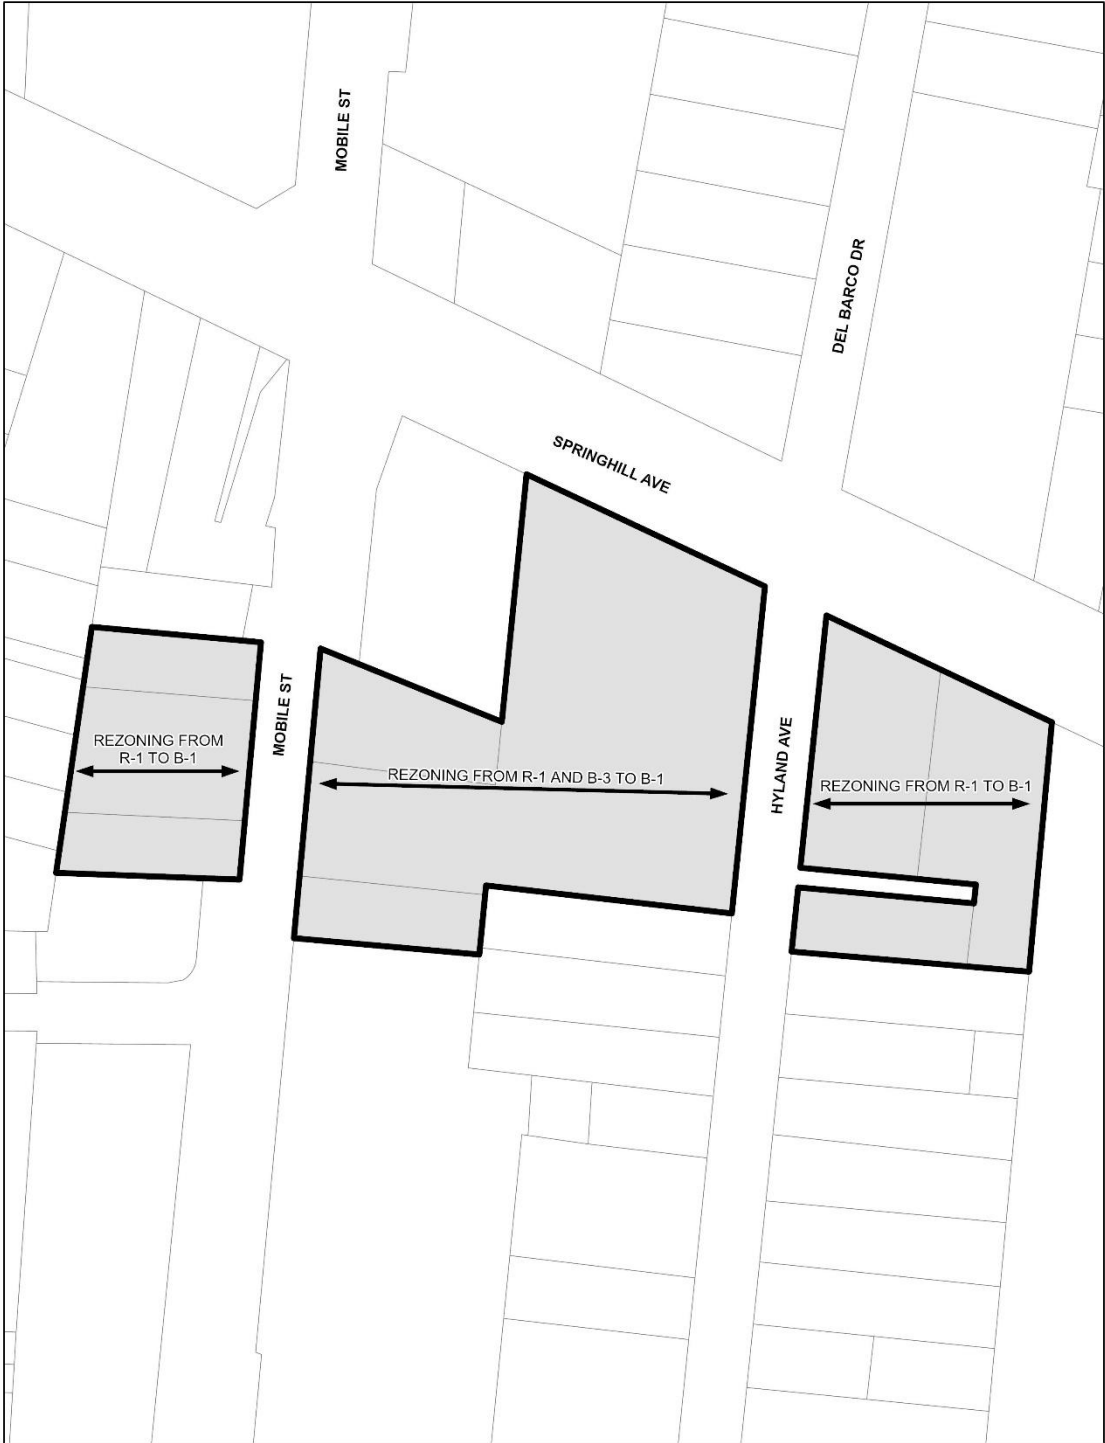 MOBILE ST
DEL BARCO DR
SPRINGHILL AVE
MOBILE ST
HYLAND AVE
REZONING FROM
R-1 TO B-1
REZONING FROM R-1 AND B-3 TO B-1
REZONING FROM R-1 TO B-1